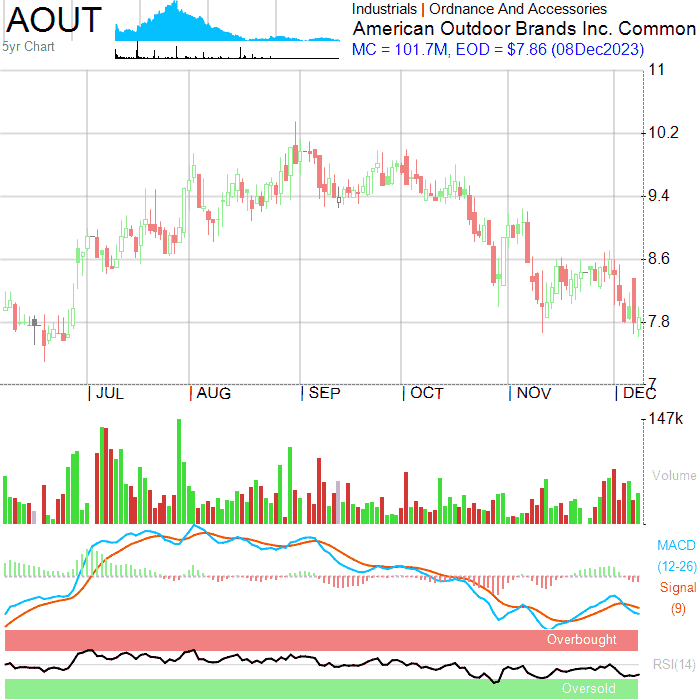 AOUT
5yr Chart
Industrials | Ordnance And Accessories
American Outdoor Brands Inc. Common
MC = 101.7M, EOD = $7.86 (08Dec2023)
11
10.2
9.4
8.6
7.8
7
| JUL | AUG | SEP | OCT | NOV | DEC
147k
Volume
MACD
(12-26)
Signal
(9)
Overbought
RSI(14)
Oversold